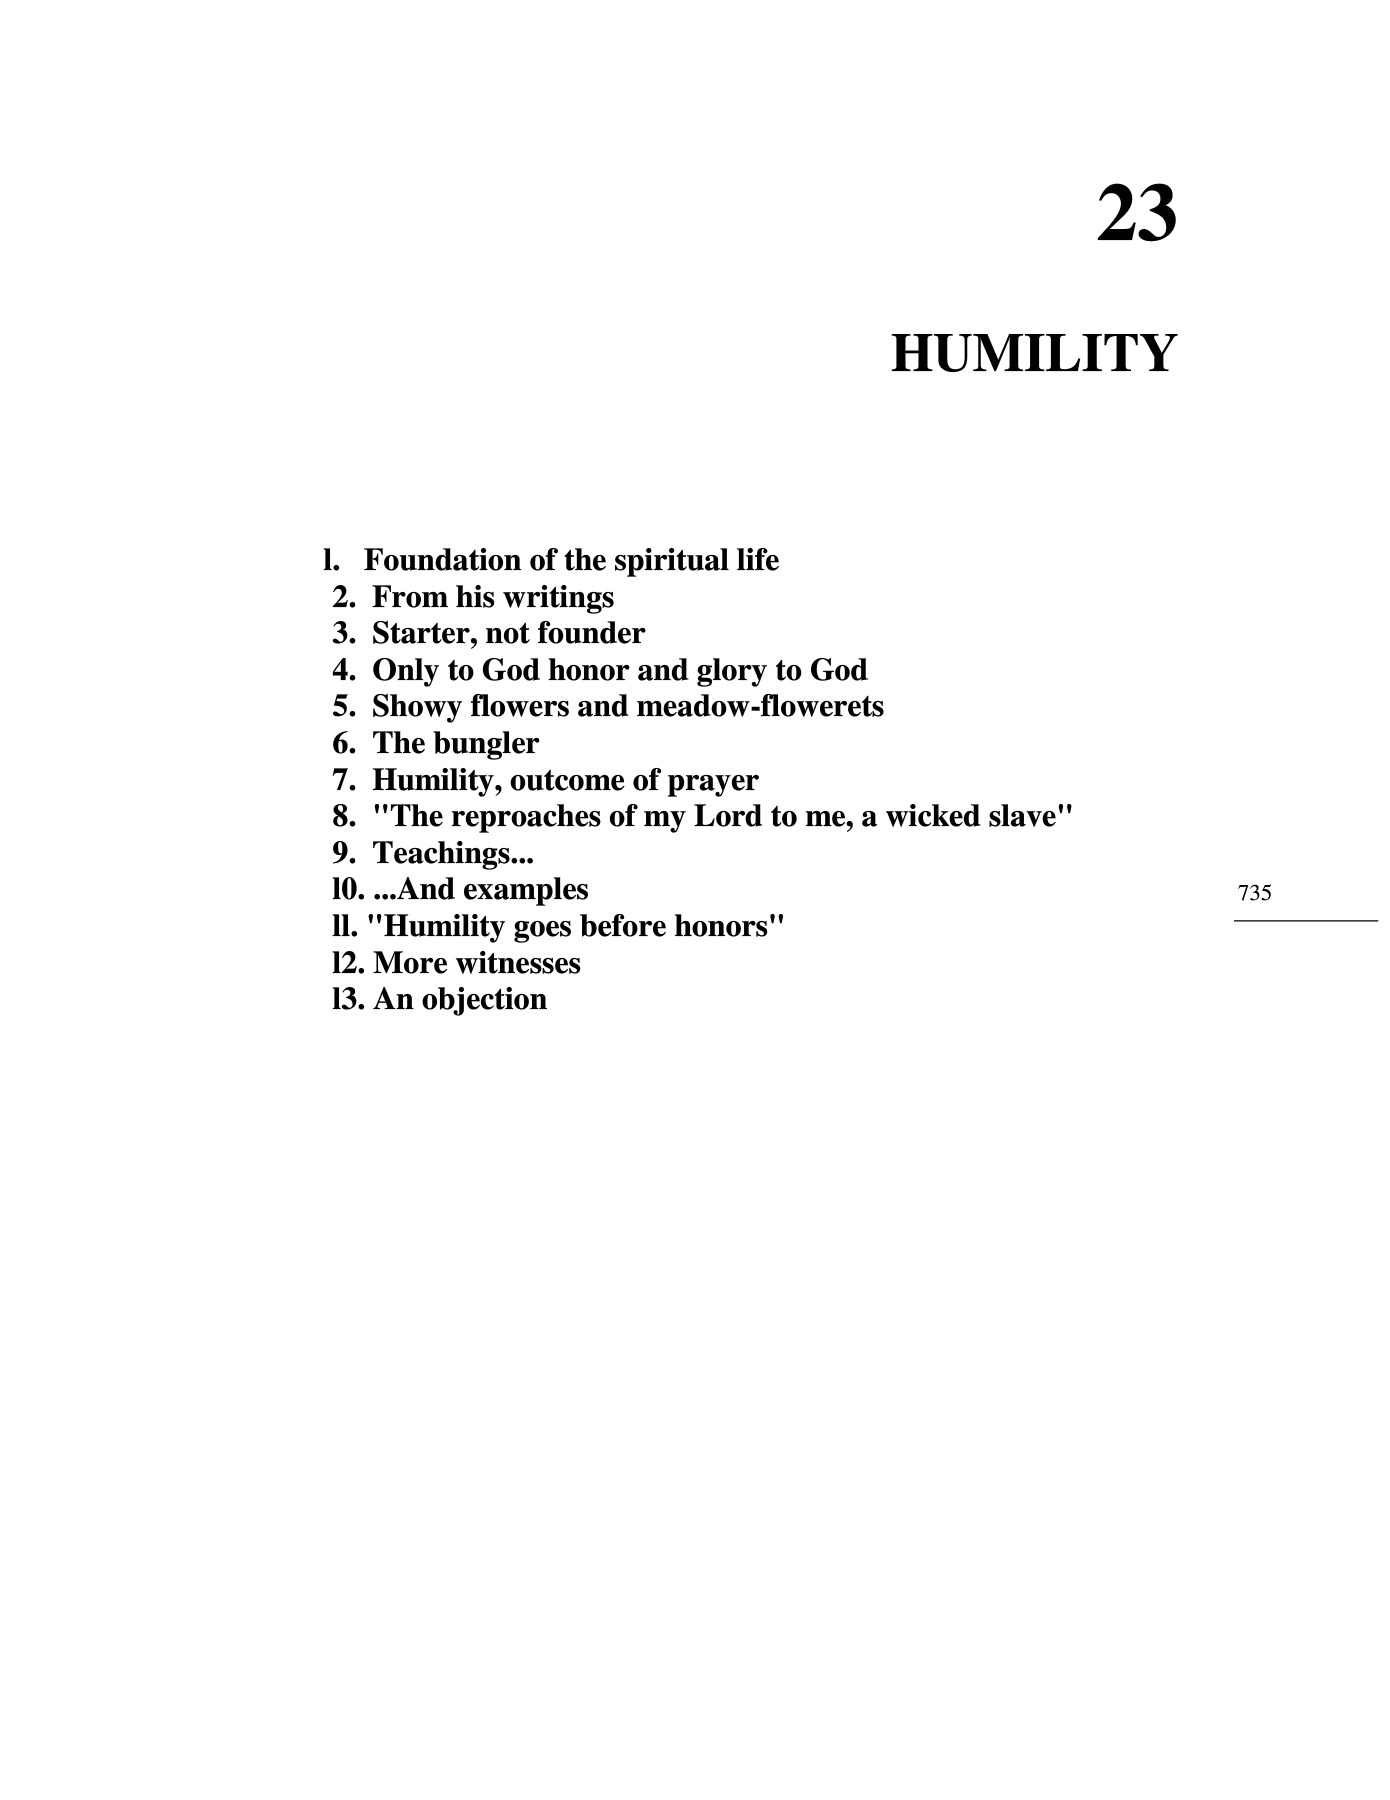 23
HUMILITY
l. Foundation of the spiritual life
2. From his writings
3. Starter, not founder
4. Only to God honor and glory to God
5. Showy flowers and meadow-flowerets
6. The bungler
7. Humility, outcome of prayer
8. "The reproaches of my Lord to me, a wicked slave"
9. Teachings...
l0. ...And examples
ll. "Humility goes before honors"
l2. More witnesses
l3. An objection
735